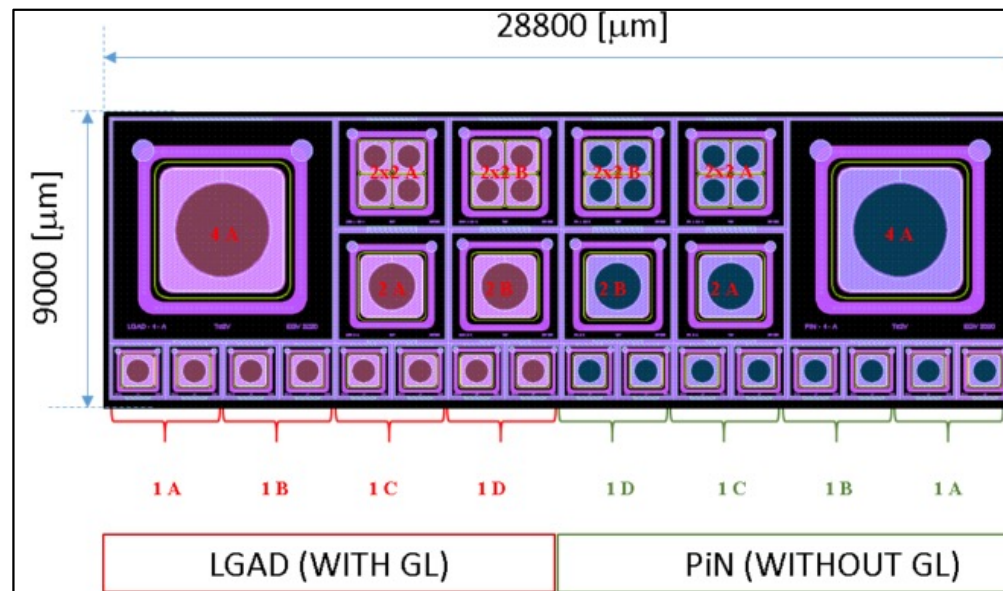 28800 [μm]
9000 [μm]
2x2 A 2x2 B 2x2 B 2x2 A
4 A 4 A
2 A 2 B 2 B 2 A
LGAD - 4 - A PIN - 4 - A
1 A 1 B 1 C 1 D 1 D 1 C 1 B 1 A
LGAD (WITH GL) PiN (WITHOUT GL)